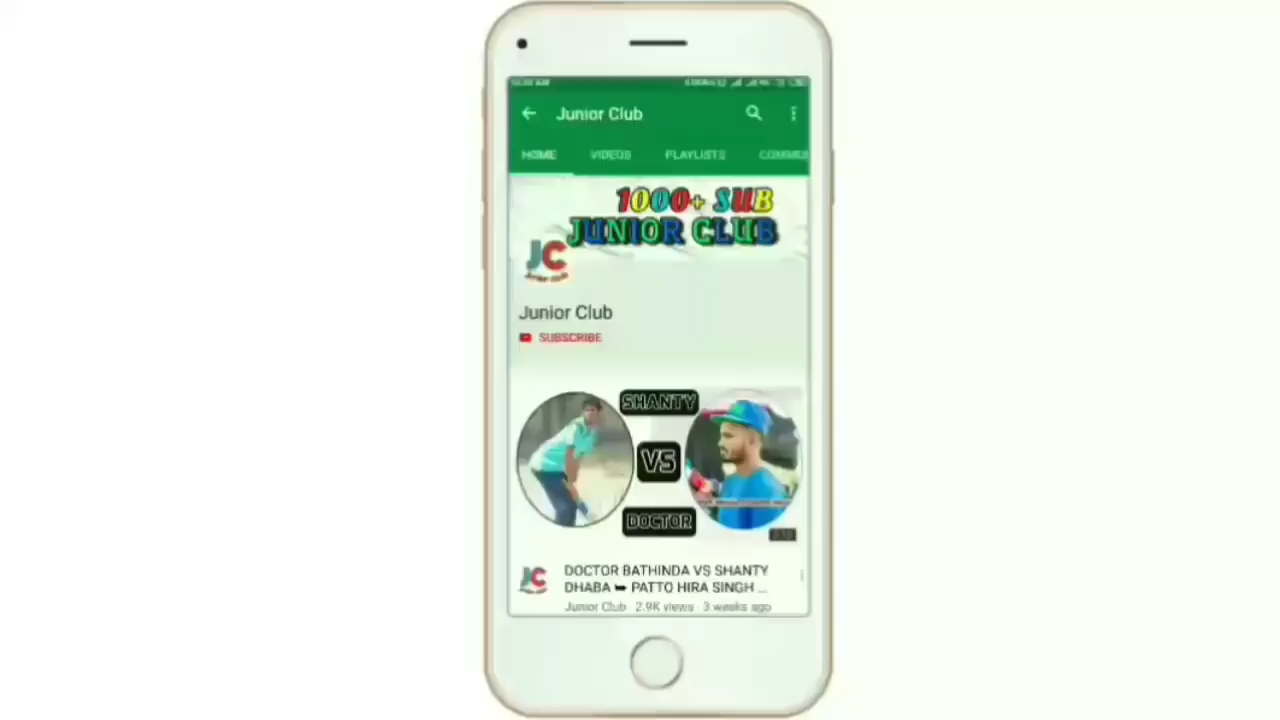 Junior Club
HOME VIDEOS PLAYLISTS
1000+ SUB
JUNIOR CLUB
JC
Junior Club
SUBSCRIBE
SHANTY
VS
DOCTOR
JC
DOCTOR BATHINDA VS SHANTY
DHABA ➥ PATTO HIRA SINGH ...
Junior Club · 2.9K views · 3 weeks ago